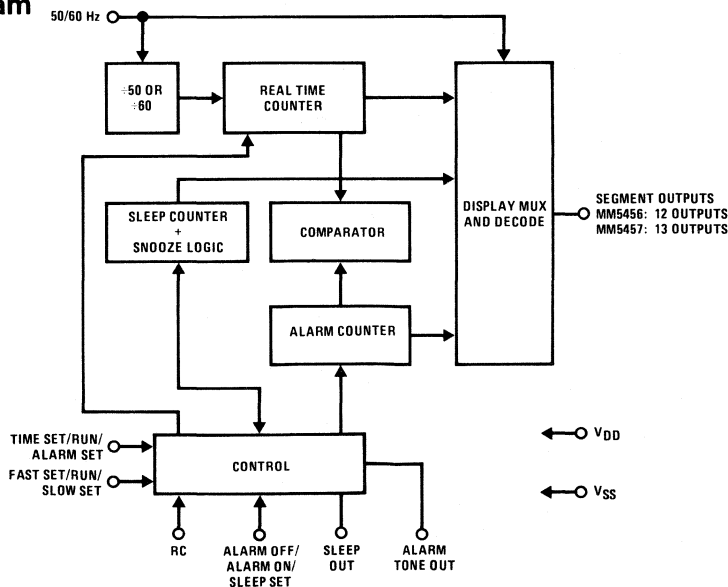 am
50/60 Hz
÷50 OR
÷60
REAL TIME
COUNTER
SLEEP COUNTER
+
SNOOZE LOGIC
COMPARATOR
DISPLAY MUX
AND DECODE
SEGMENT OUTPUTS
MM5456: 12 OUTPUTS
MM5457: 13 OUTPUTS
ALARM COUNTER
TIME SET/RUN/
ALARM SET
FAST SET/RUN/
SLOW SET
CONTROL
VDD
VSS
RC
ALARM OFF/
ALARM ON/
SLEEP SET
SLEEP
OUT
ALARM
TONE OUT